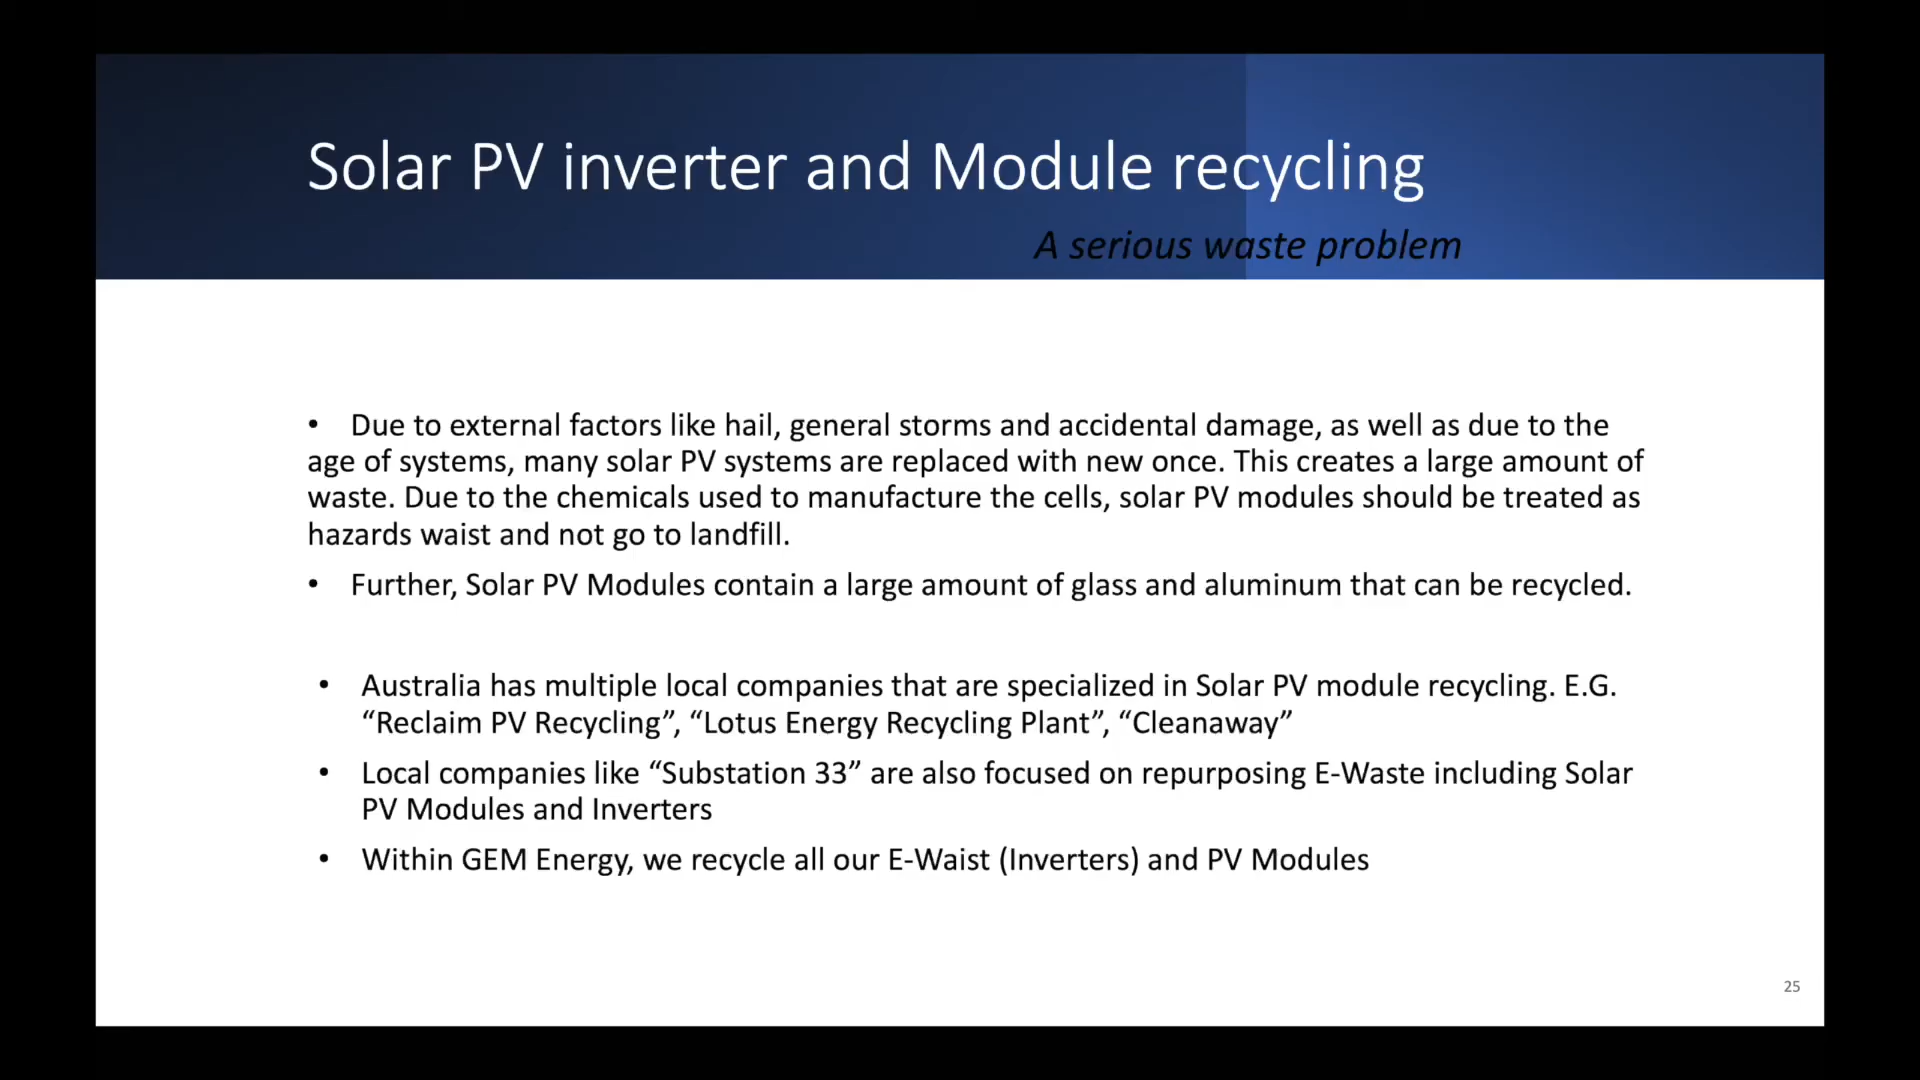 Solar PV inverter and Module recycling
A serious waste problem
• Due to external factors like hail, general storms and accidental damage, as well as due to the
age of systems, many solar PV systems are replaced with new once. This creates a large amount of
waste. Due to the chemicals used to manufacture the cells, solar PV modules should be treated as
hazards waist and not go to landfill.
• Further, Solar PV Modules contain a large amount of glass and aluminum that can be recycled.
• Australia has multiple local companies that are specialized in Solar PV module recycling. E.G.
“Reclaim PV Recycling”, “Lotus Energy Recycling Plant”, “Cleanaway”
• Local companies like “Substation 33” are also focused on repurposing E-Waste including Solar
PV Modules and Inverters
• Within GEM Energy, we recycle all our E-Waist (Inverters) and PV Modules
25